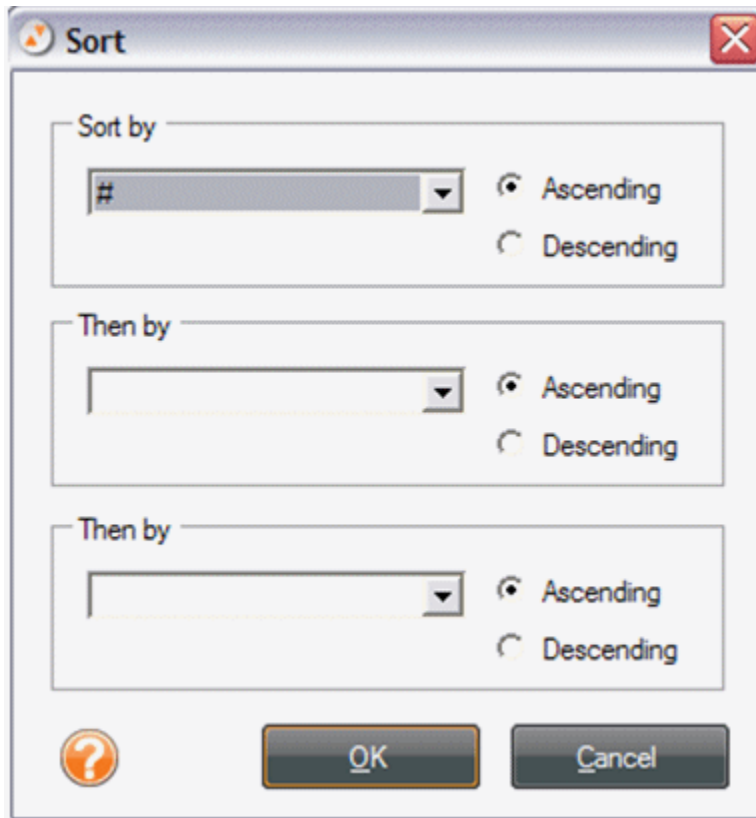 Sort
Sort by
#
Ascending
Descending
Then by
Ascending
Descending
Then by
Ascending
Descending
?
OK
Cancel